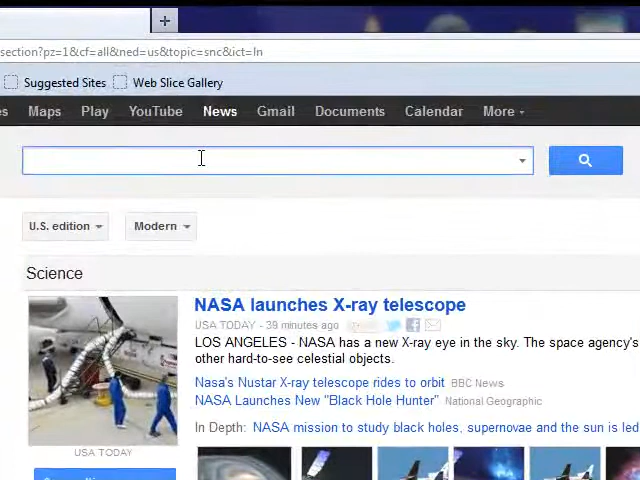 +
section?pz=1&cf=all&ned=us&topic=snc&ict=ln
Suggested Sites Web Slice Gallery
es Maps Play YouTube News Gmail Documents Calendar More
U.S. edition Modern
Science
NASA launches X-ray telescope
USA TODAY - 39 minutes ago
LOS ANGELES - NASA has a new X-ray eye in the sky. The space agency's
other hard-to-see celestial objects.
Nasa's Nustar X-ray telescope rides to orbit BBC News
NASA Launches New "Black Hole Hunter" National Geographic
USA TODAY
In Depth: NASA mission to study black holes, supernovae and the sun is led